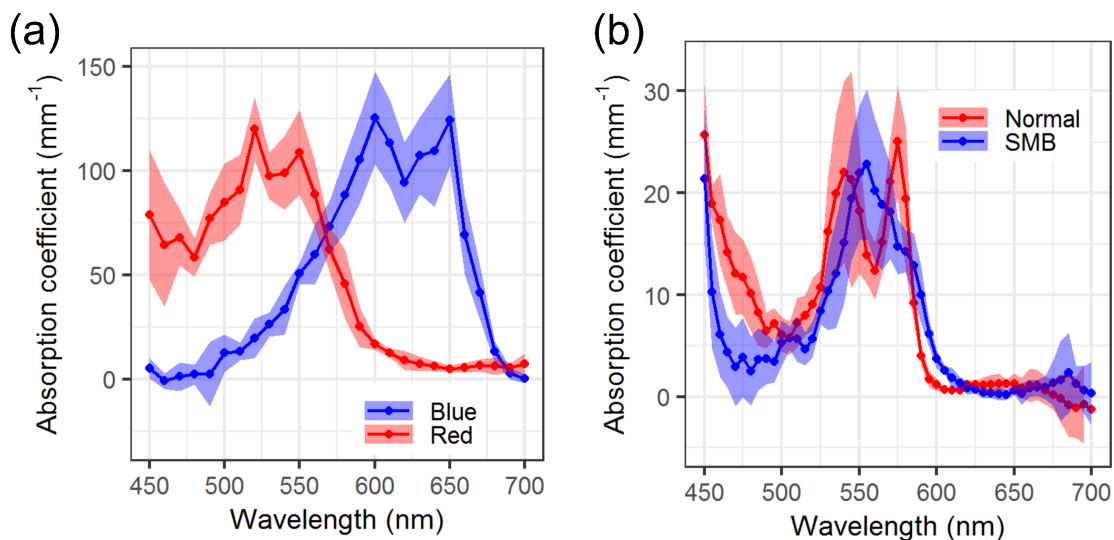 (a)
Absorption coefficient (mm⁻¹)
150
100
50
0
Blue
Red
450 500 550 600 650 700
Wavelength (nm)
(b)
Absorption coefficient (mm⁻¹)
30
20
10
0
Normal
SMB
450 500 550 600 650 700
Wavelength (nm)